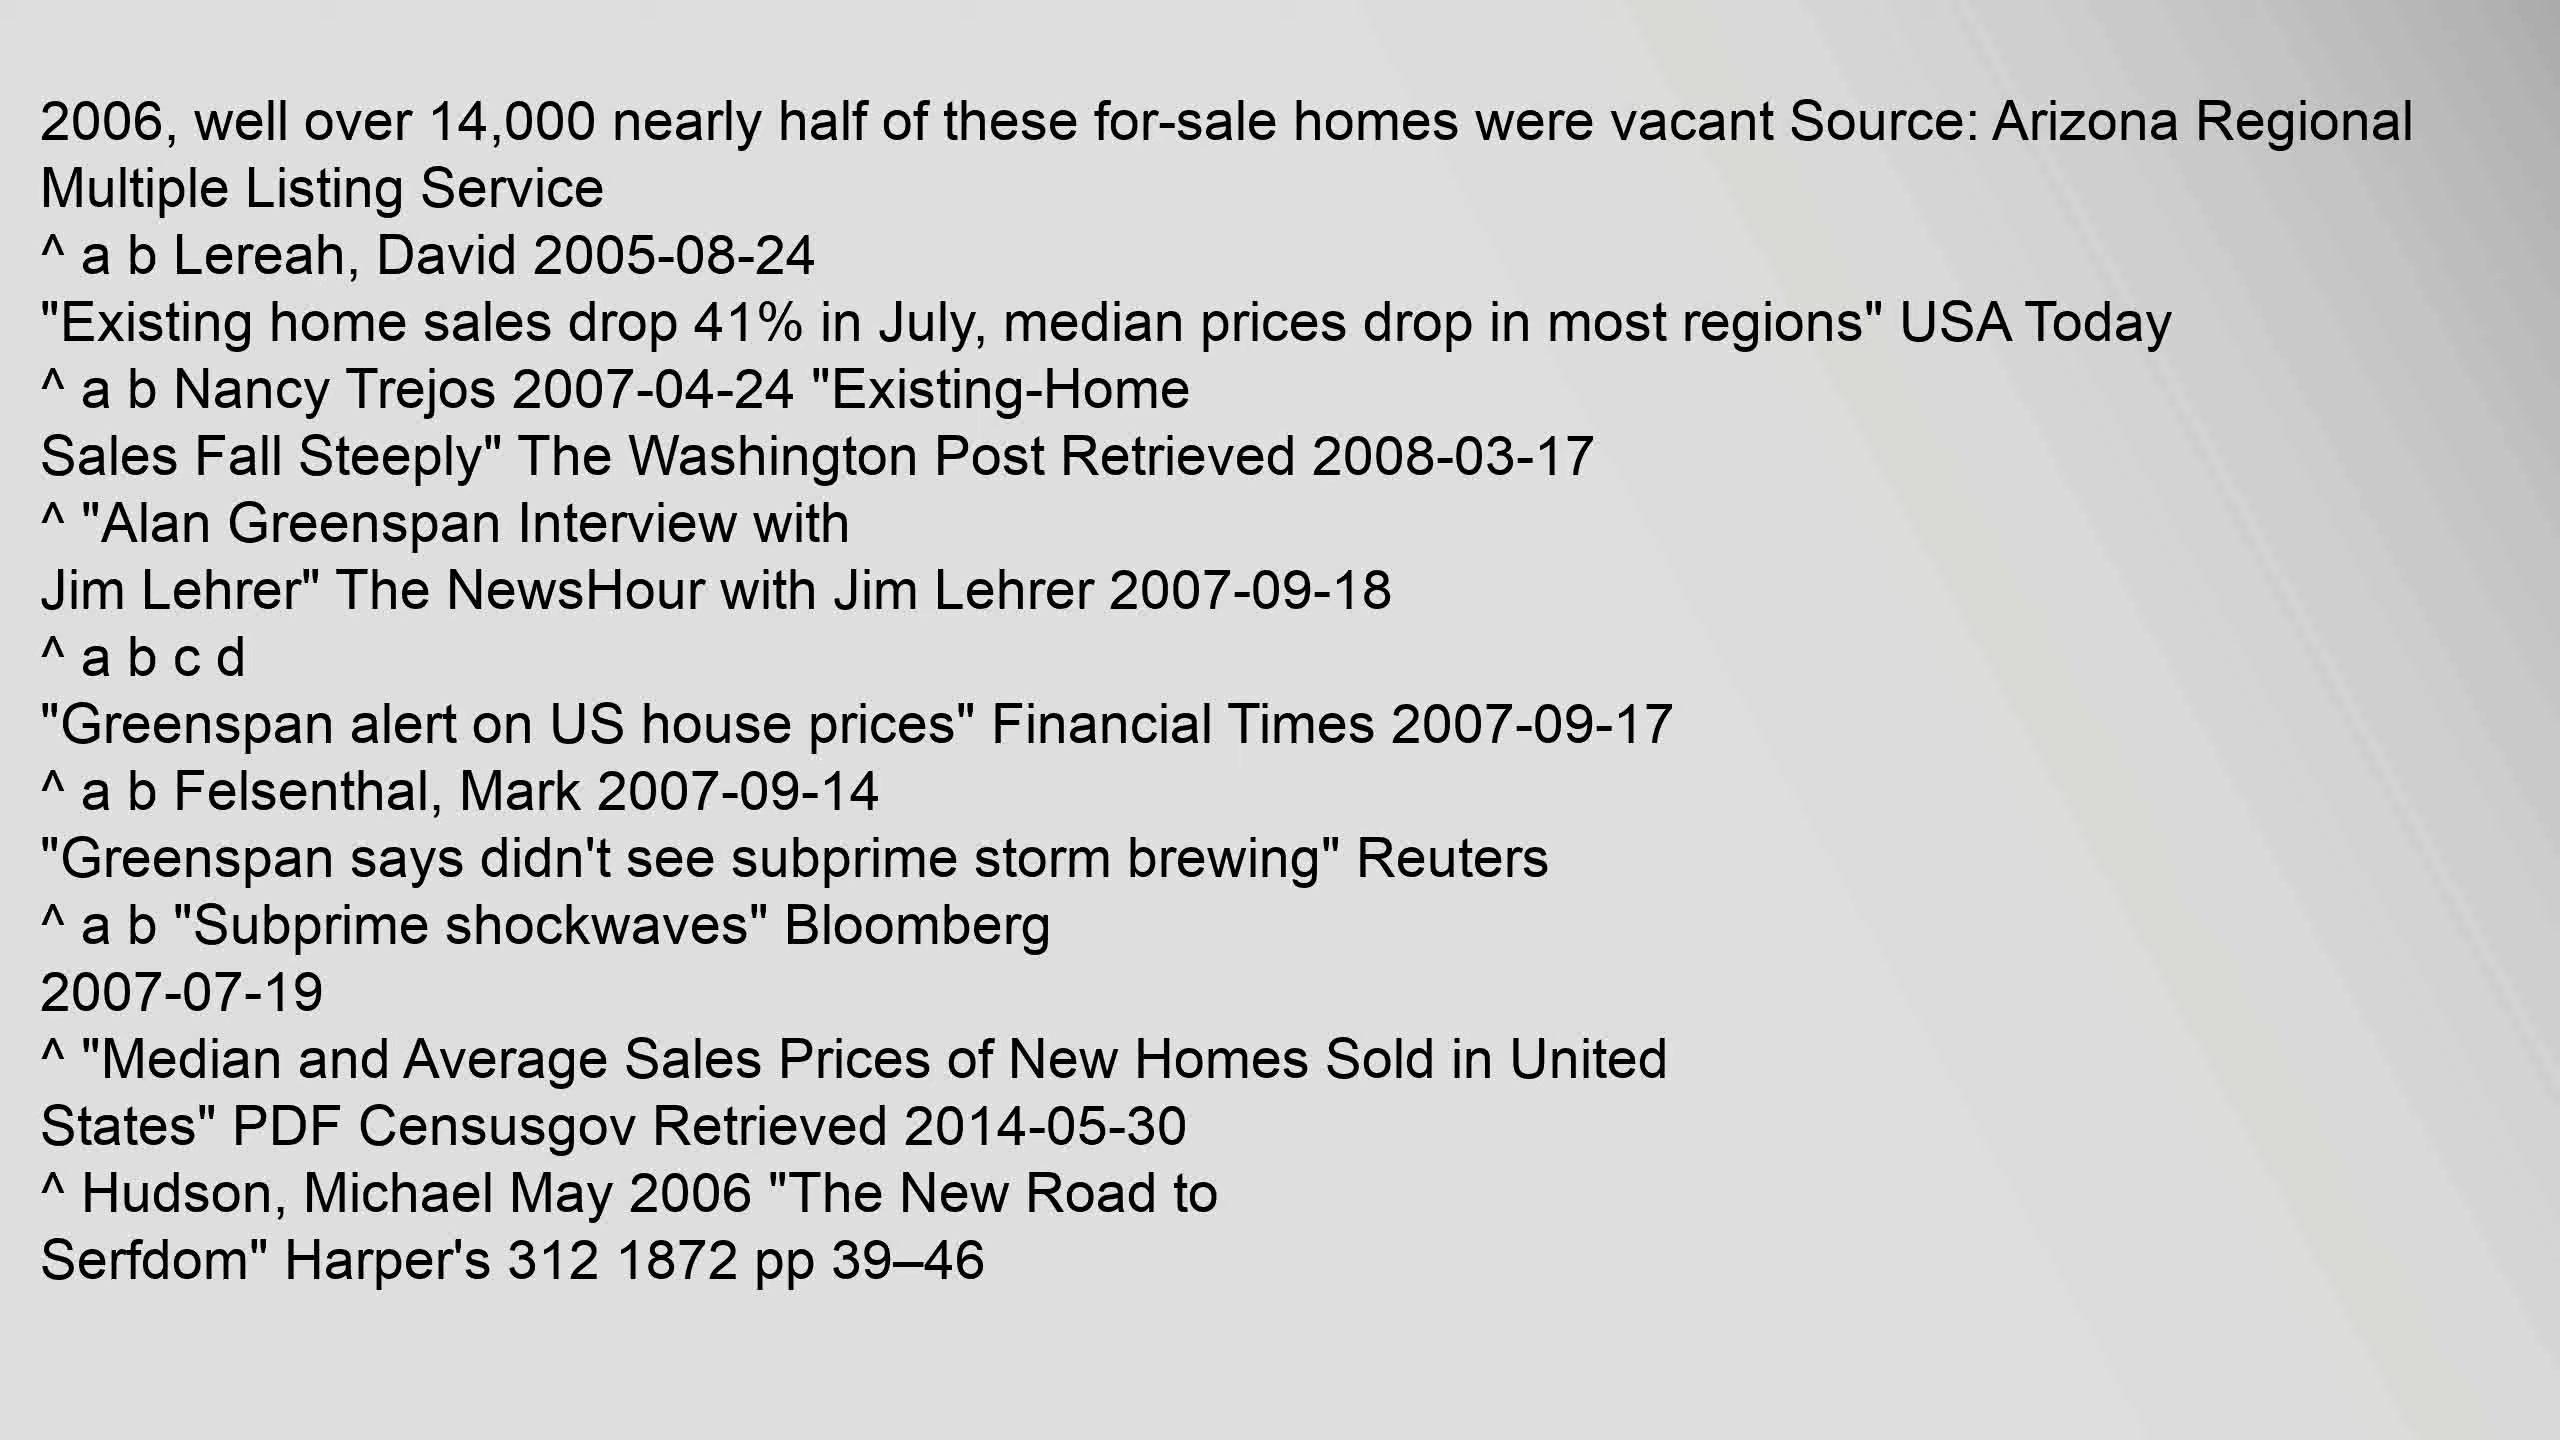 2006, well over 14,000 nearly half of these for-sale homes were vacant Source: Arizona Regional
Multiple Listing Service
^ a b Lereah, David 2005-08-24
"Existing home sales drop 41% in July, median prices drop in most regions" USA Today
^ a b Nancy Trejos 2007-04-24 "Existing-Home
Sales Fall Steeply" The Washington Post Retrieved 2008-03-17
^ "Alan Greenspan Interview with
Jim Lehrer" The NewsHour with Jim Lehrer 2007-09-18
^ a b c d
"Greenspan alert on US house prices" Financial Times 2007-09-17
^ a b Felsenthal, Mark 2007-09-14
"Greenspan says didn't see subprime storm brewing" Reuters
^ a b "Subprime shockwaves" Bloomberg
2007-07-19
^ "Median and Average Sales Prices of New Homes Sold in United
States" PDF Censusgov Retrieved 2014-05-30
^ Hudson, Michael May 2006 "The New Road to
Serfdom" Harper's 312 1872 pp 39–46